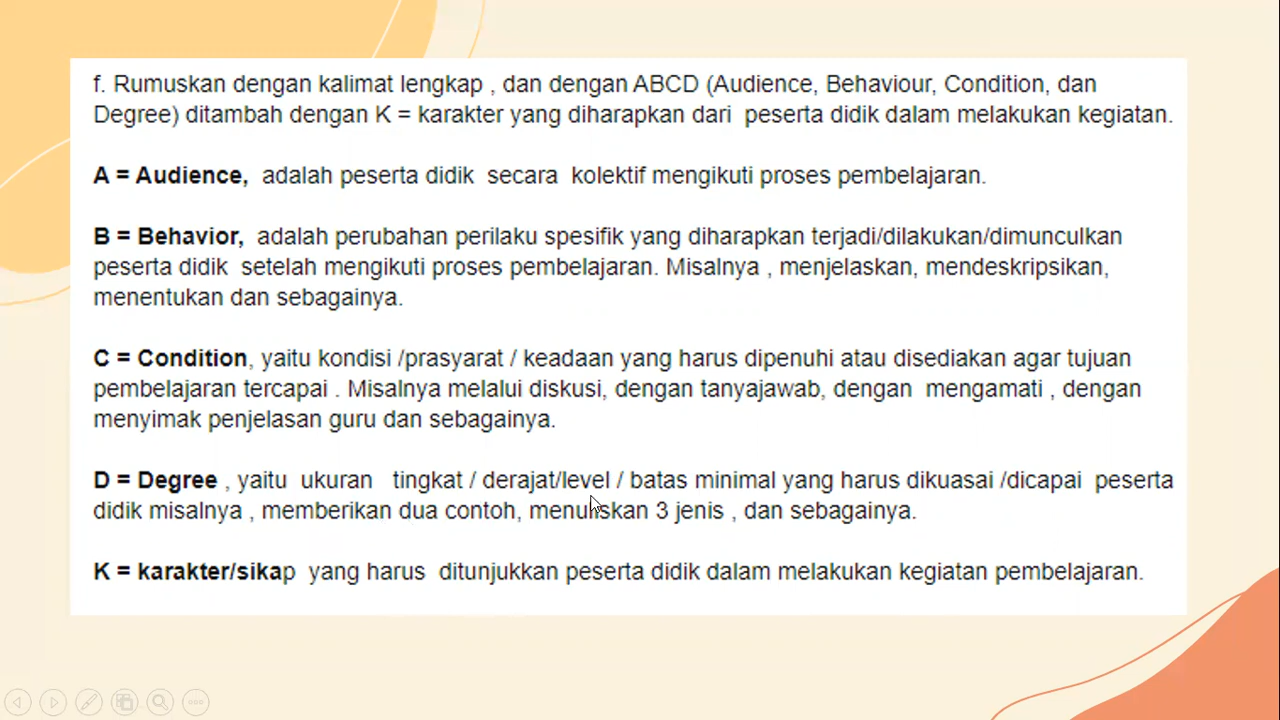 f. Rumuskan dengan kalimat lengkap , dan dengan ABCD (Audience, Behaviour, Condition, dan
Degree) ditambah dengan K = karakter yang diharapkan dari peserta didik dalam melakukan kegiatan.
A = Audience, adalah peserta didik secara kolektif mengikuti proses pembelajaran.
B = Behavior, adalah perubahan perilaku spesifik yang diharapkan terjadi/dilakukan/dimunculkan
peserta didik setelah mengikuti proses pembelajaran. Misalnya , menjelaskan, mendeskripsikan,
menentukan dan sebagainya.
C = Condition, yaitu kondisi /prasyarat / keadaan yang harus dipenuhi atau disediakan agar tujuan
pembelajaran tercapai . Misalnya melalui diskusi, dengan tanyajawab, dengan mengamati , dengan
menyimak penjelasan guru dan sebagainya.
D = Degree , yaitu ukuran tingkat / derajat/level / batas minimal yang harus dikuasai /dicapai peserta
didik misalnya , memberikan dua contoh, menuliskan 3 jenis , dan sebagainya.
K = karakter/sikap yang harus ditunjukkan peserta didik dalam melakukan kegiatan pembelajaran.